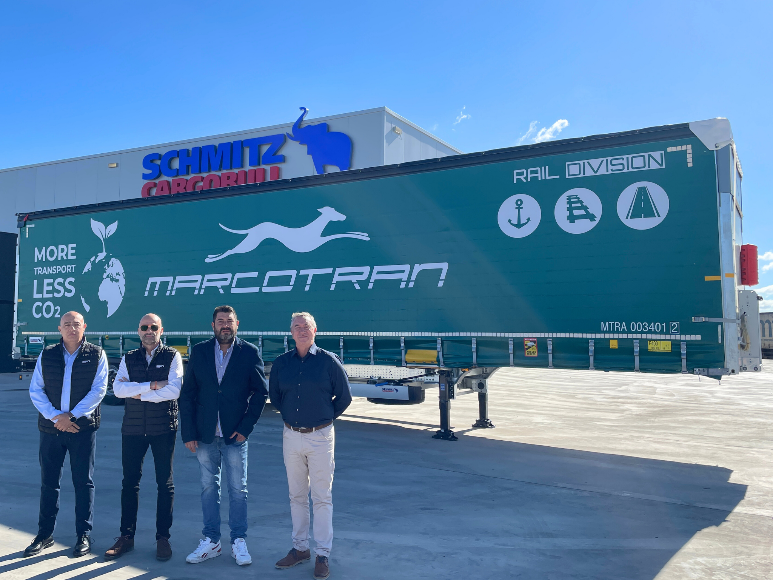 SCHMITZ
CARGOBULL
RAIL DIVISION
MORE
TRANSPORT
LESS
CO2
MARCOTRAN
MTRA 003401 2